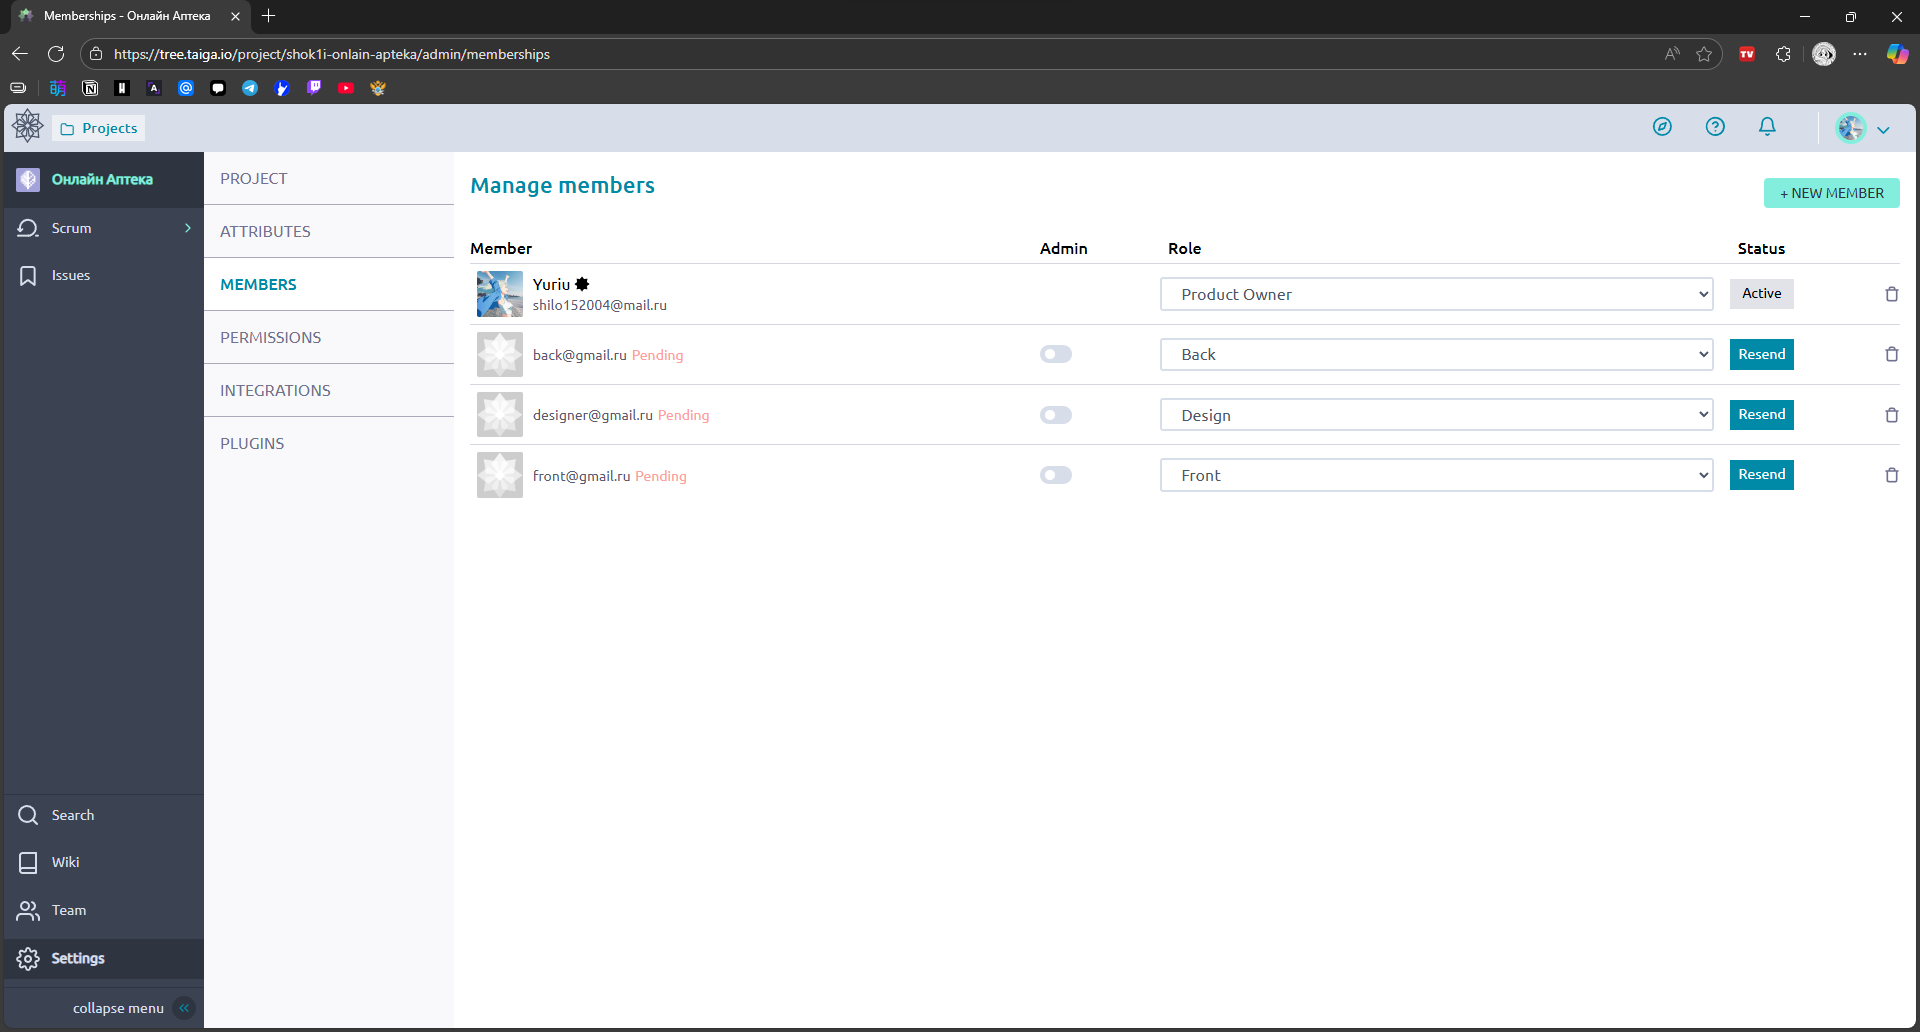 Memberships - Онлайн Аптека
https://tree.taiga.io/project/shok1i-onlain-apteka/admin/memberships
Projects
Онлайн Аптека
Scrum
Issues
Search
Wiki
Team
Settings
collapse menu
PROJECT
ATTRIBUTES
MEMBERS
PERMISSIONS
INTEGRATIONS
PLUGINS
Manage members
+ NEW MEMBER
Member Admin Role Status
Yuriu
shilo152004@mail.ru
Product Owner
Active
back@gmail.ru Pending
Back
Resend
designer@gmail.ru Pending
Design
Resend
front@gmail.ru Pending
Front
Resend